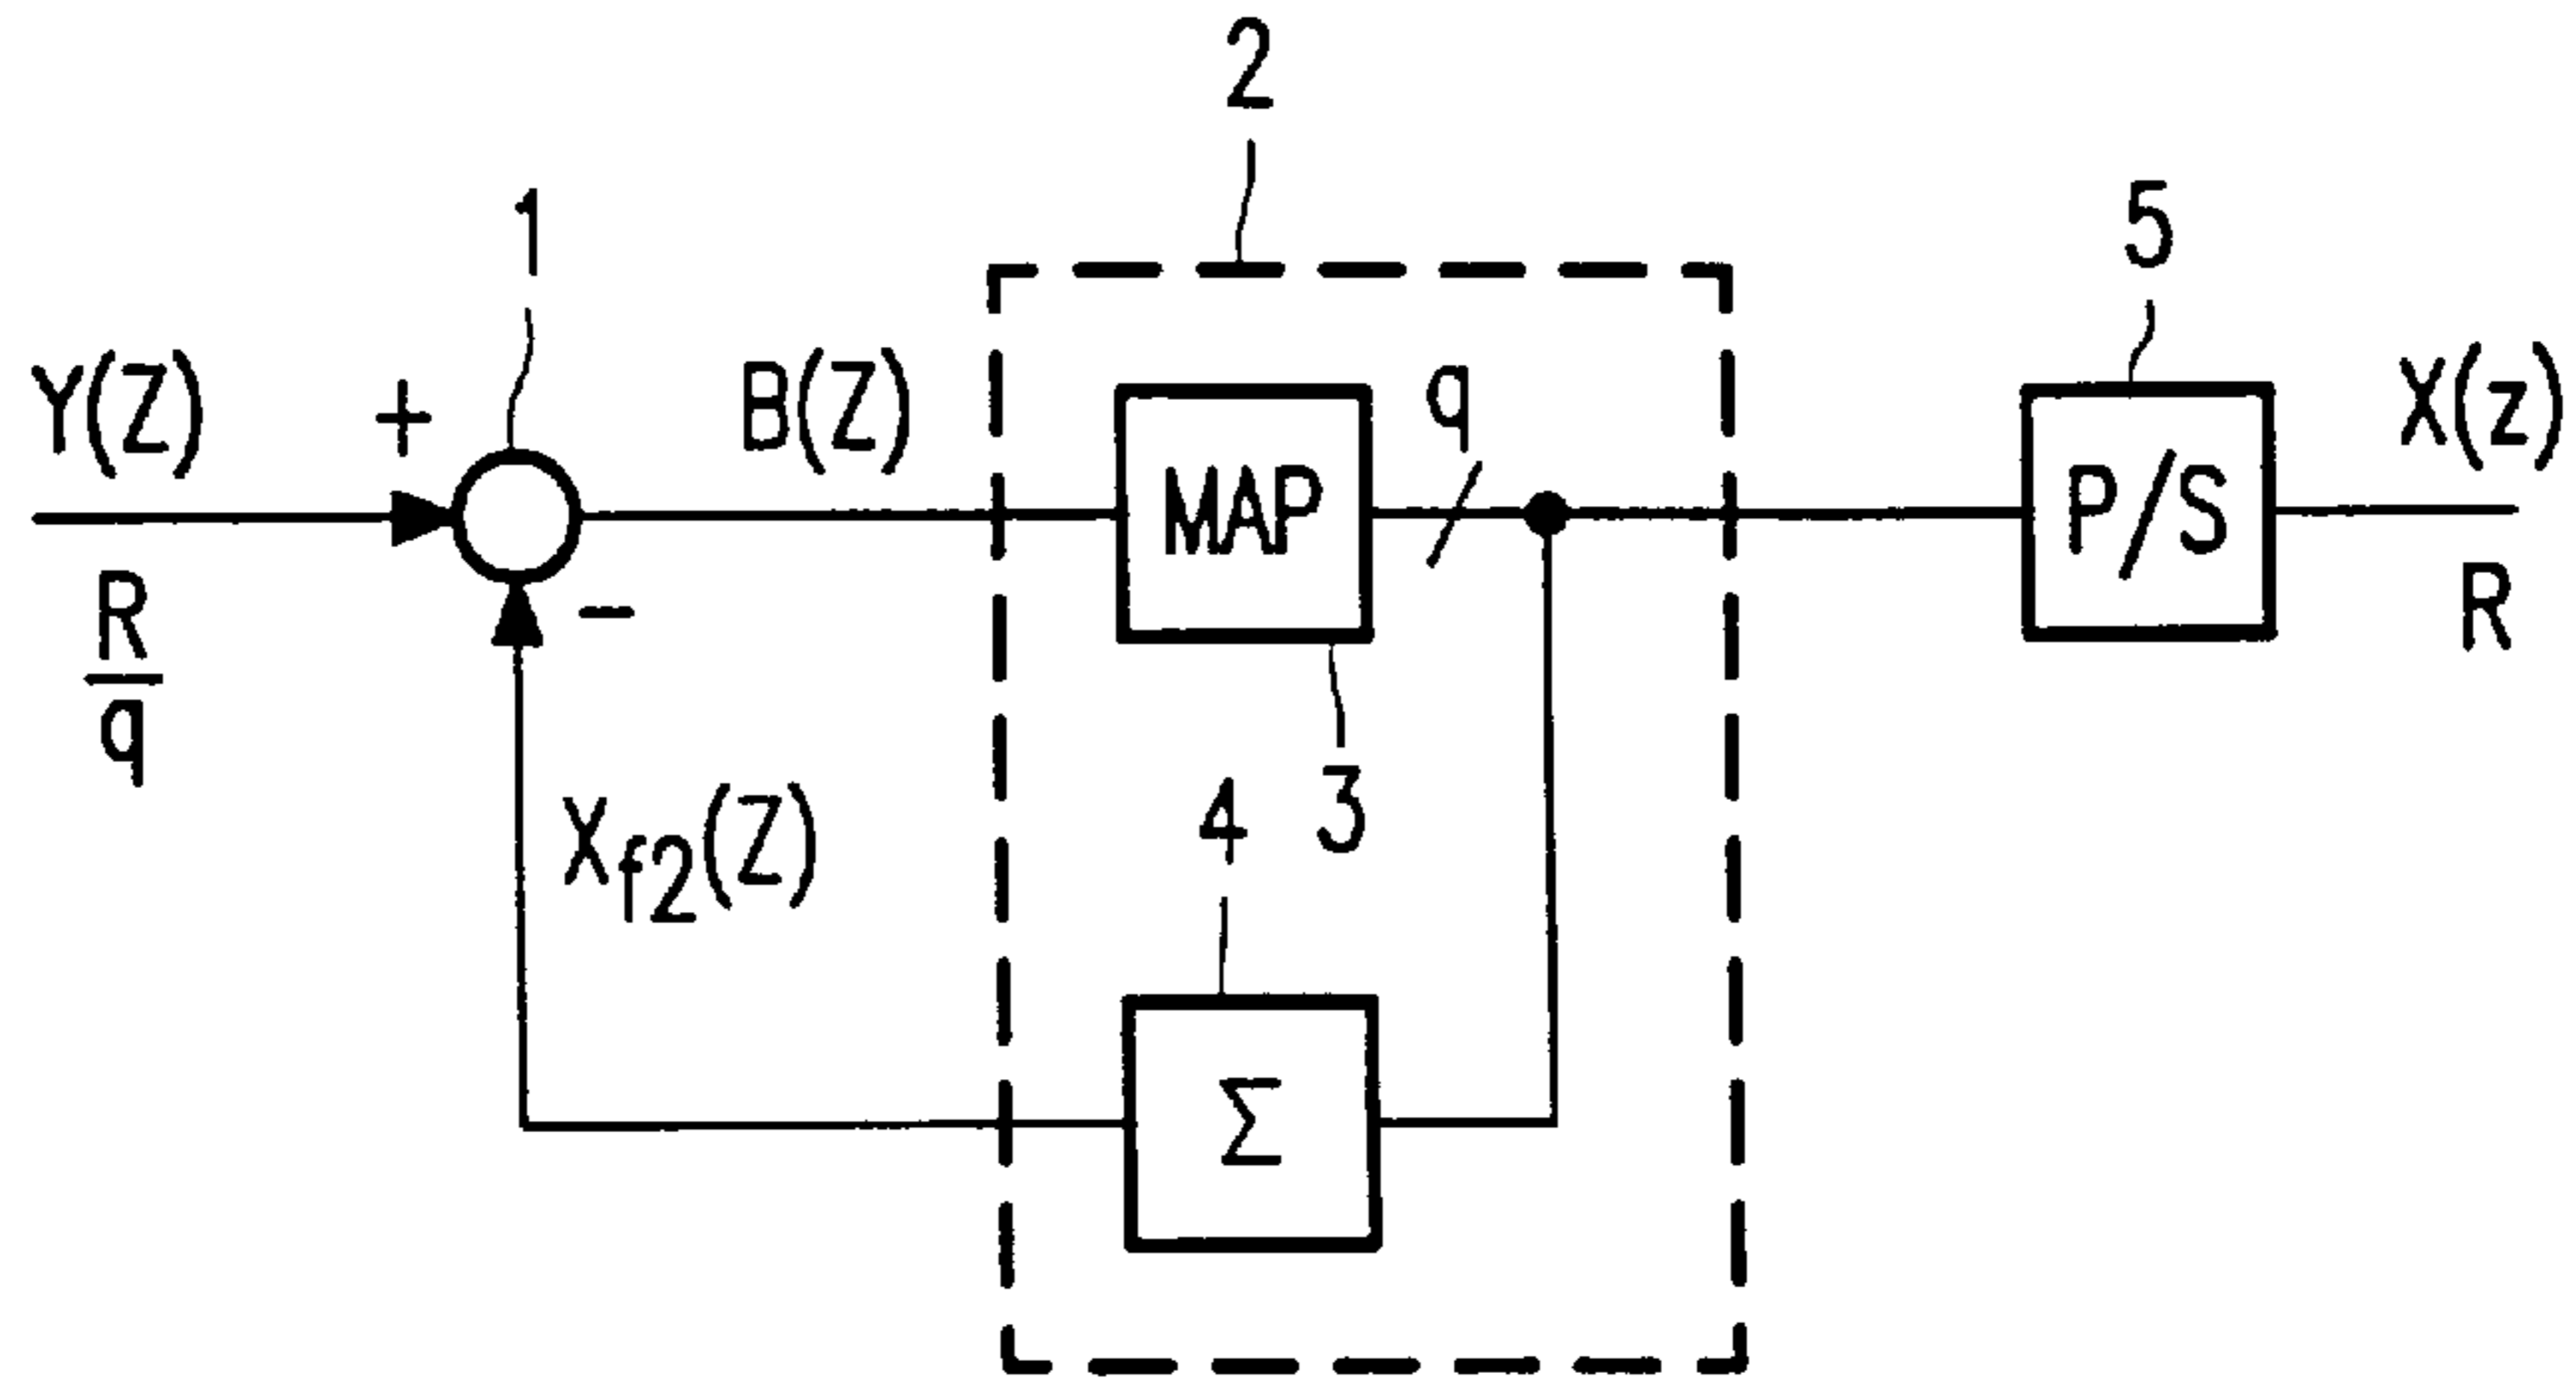 2
1
5
Y(Z)
+
B(Z)
q
X(z)
MAP
P/S
R
q
−
R
X_f2(Z)
4
3
Σ